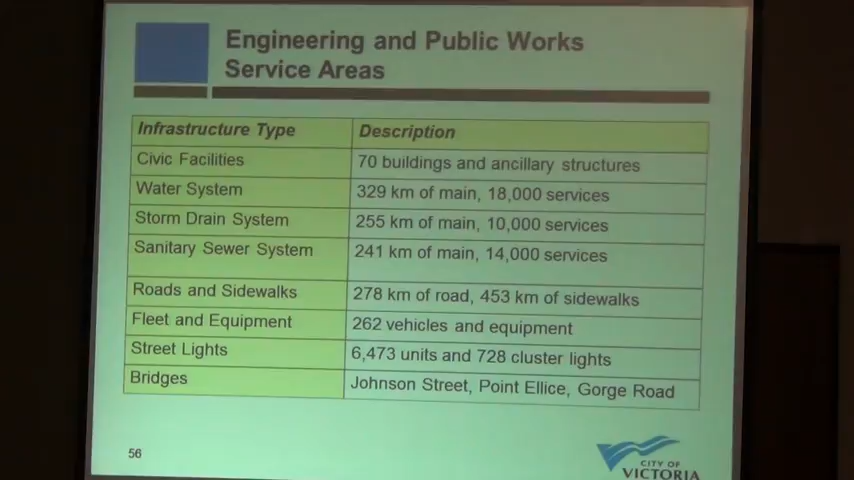 Engineering and Public Works
Service Areas
Infrastructure Type Description
Civic Facilities 70 buildings and ancillary structures
Water System 329 km of main, 18,000 services
Storm Drain System 255 km of main, 10,000 services
Sanitary Sewer System 241 km of main, 14,000 services
Roads and Sidewalks 278 km of road, 453 km of sidewalks
Fleet and Equipment 262 vehicles and equipment
Street Lights 6,473 units and 728 cluster lights
Bridges Johnson Street, Point Ellice, Gorge Road
56
CITY OF
VICTORIA